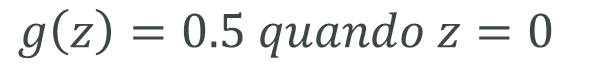 g(z) = 0.5 quando z = 0